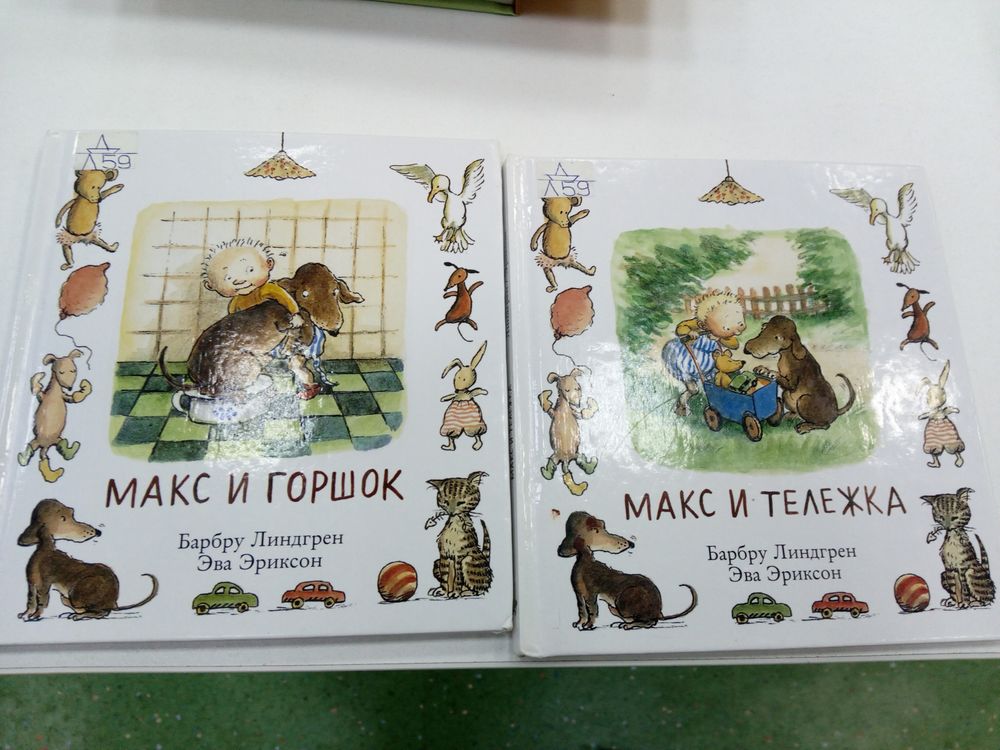 Д
Л59
МАКС И ГОРШОК
Барбру Линдгрен
Эва Эриксон
Д
Л59
МАКС И ТЕЛЕЖКА
Барбру Линдгрен
Эва Эриксон